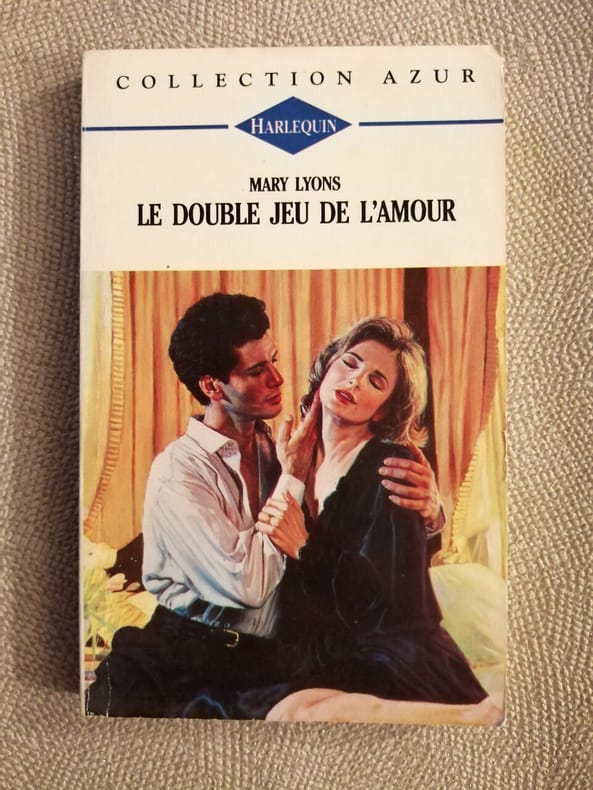 COLLECTION AZUR
HARLEQUIN
MARY LYONS
LE DOUBLE JEU DE L'AMOUR